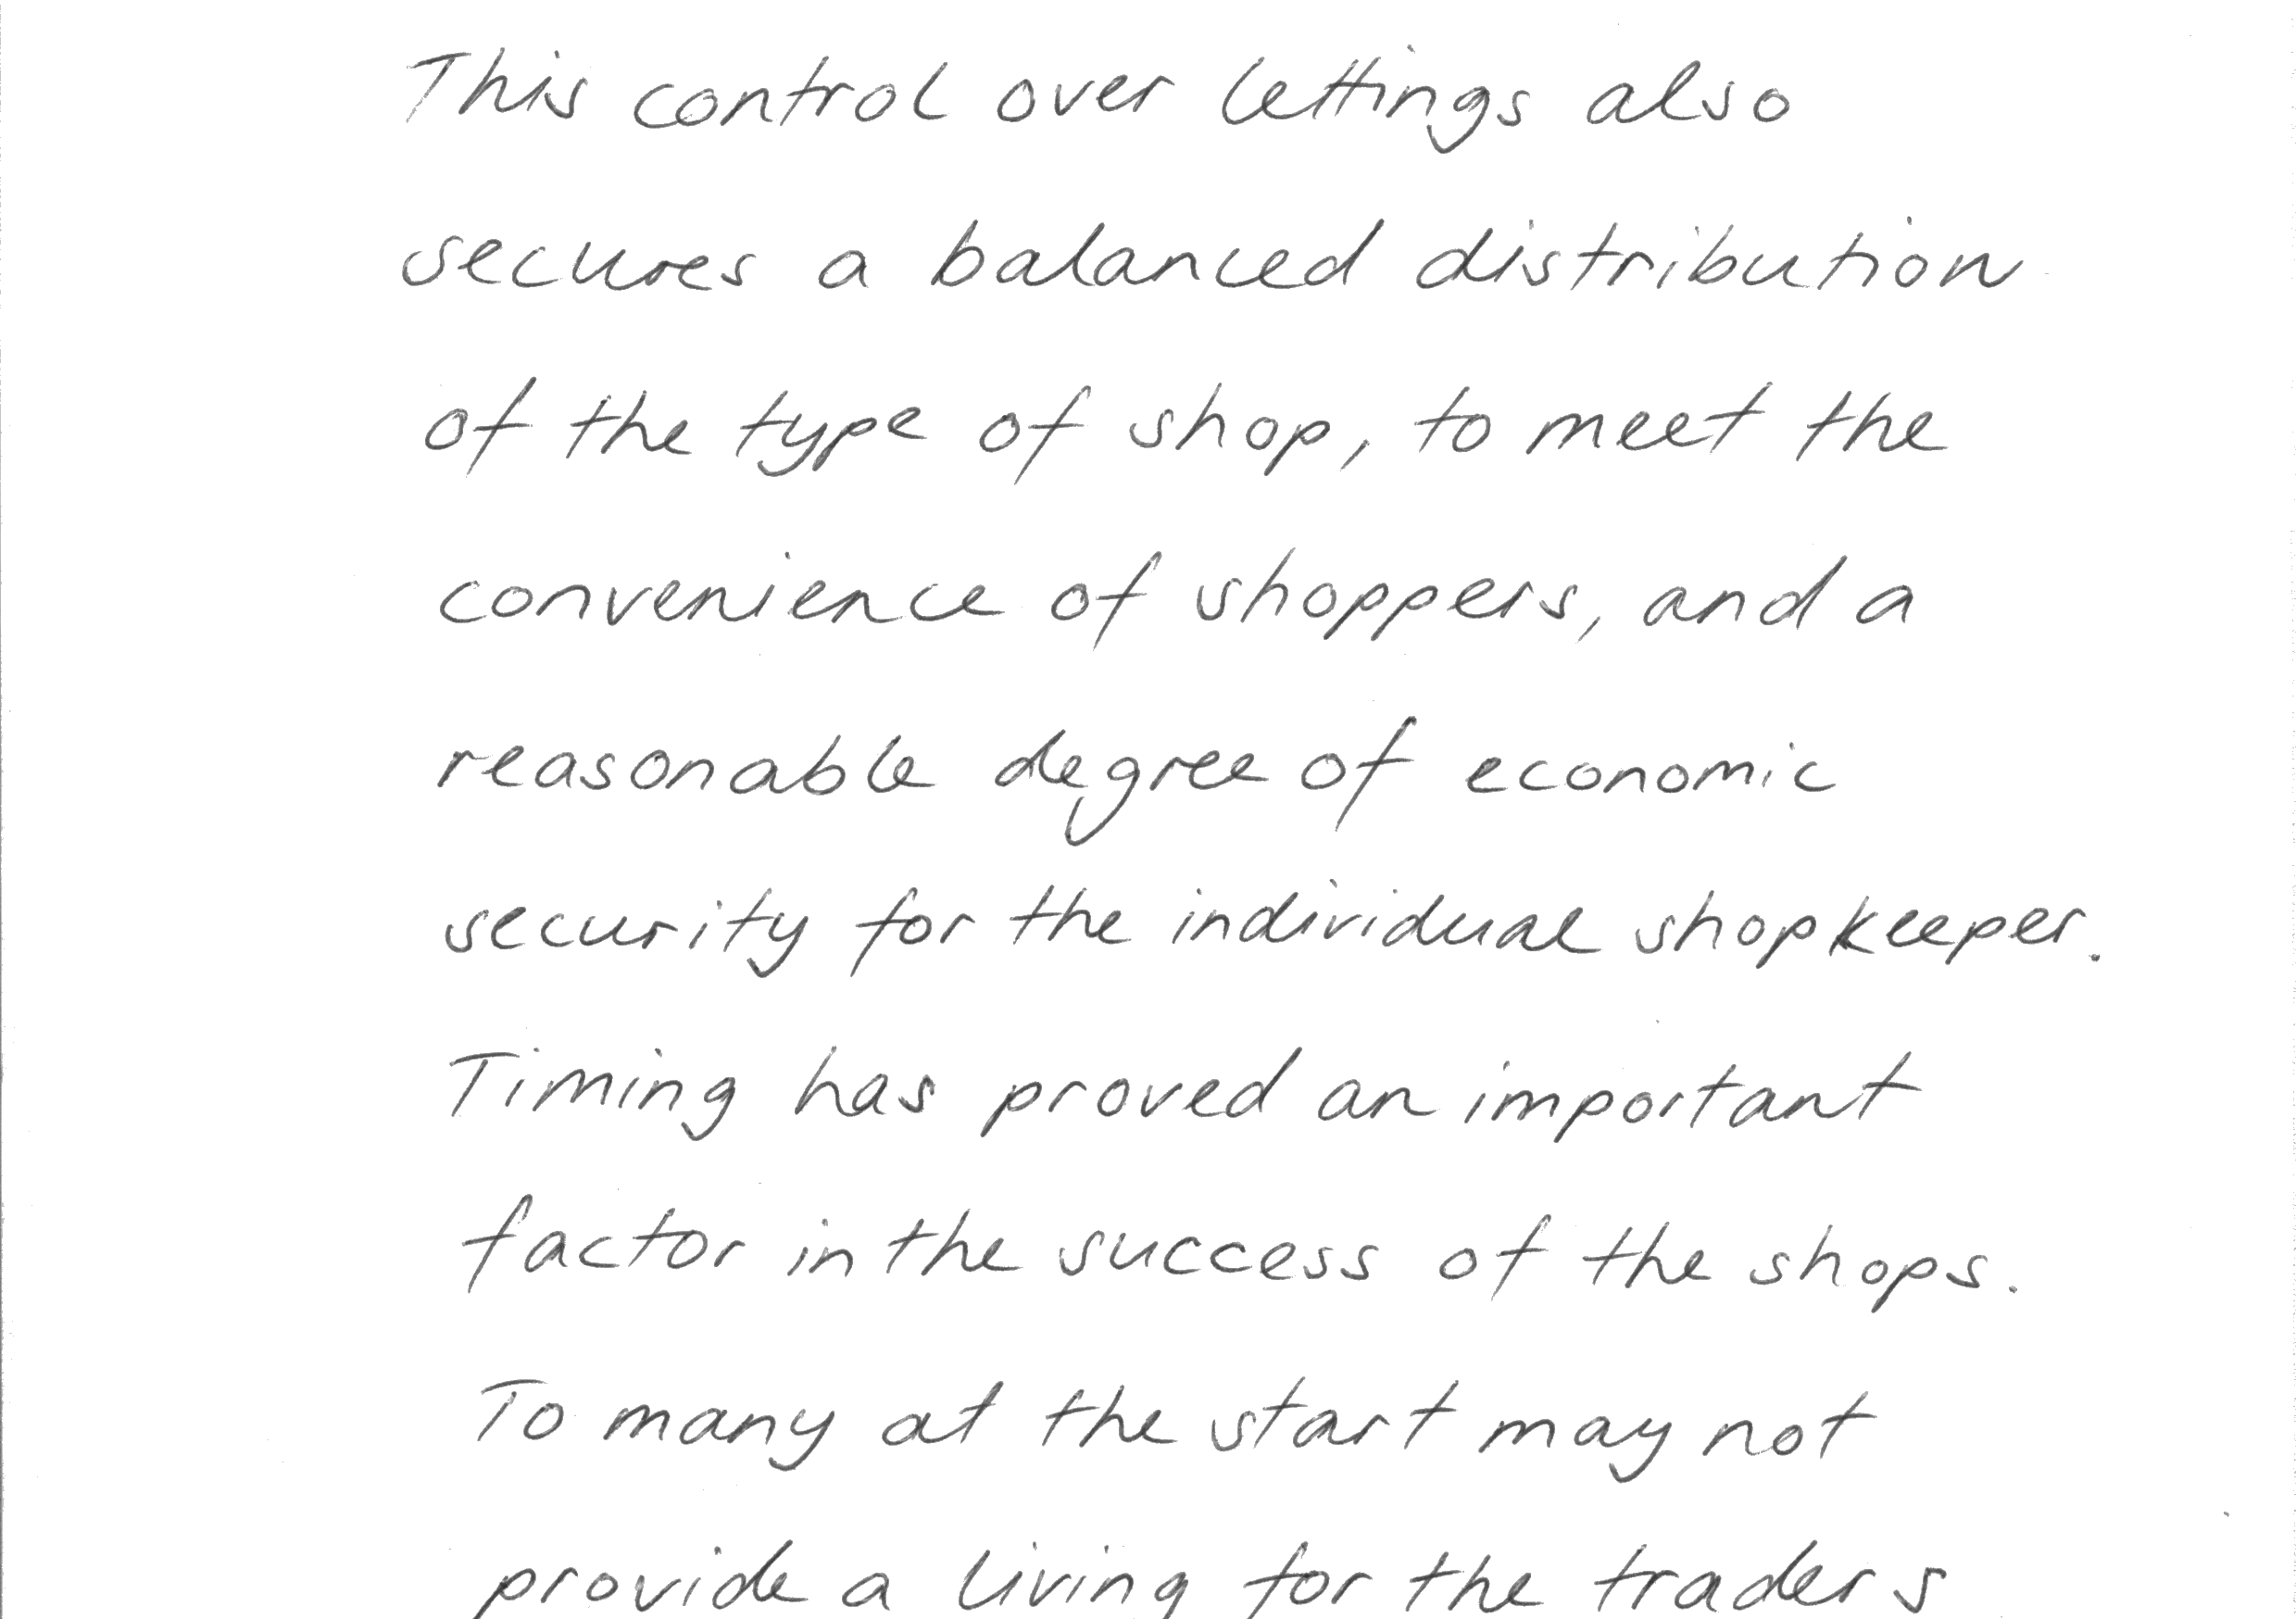 This control over lettings also
secures a balanced distribution
of the type of shop, to meet the
convenience of shoppers, and a
reasonable degree of economic
security for the individual shopkeeper.
Timing has proved an important
factor in the success of the shops.
To many at the start may not
provide a living for the traders